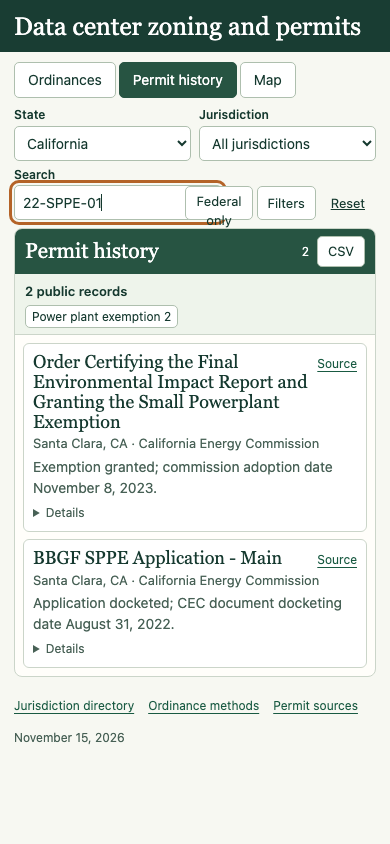 Data center zoning and permits
Ordinances
Permit history
Map
State
Jurisdiction
California
All jurisdictions
Search
22-SPPE-01
Federal
only
Filters
Reset
Permit history
2
CSV
2 public records
Power plant exemption 2
Order Certifying the Final
Environmental Impact Report and
Granting the Small Powerplant
Exemption
Source
Santa Clara, CA · California Energy Commission
Exemption granted; commission adoption date
November 8, 2023.
Details
BBGF SPPE Application - Main
Source
Santa Clara, CA · California Energy Commission
Application docketed; CEC document docketing
date August 31, 2022.
Details
Jurisdiction directory
Ordinance methods
Permit sources
November 15, 2026